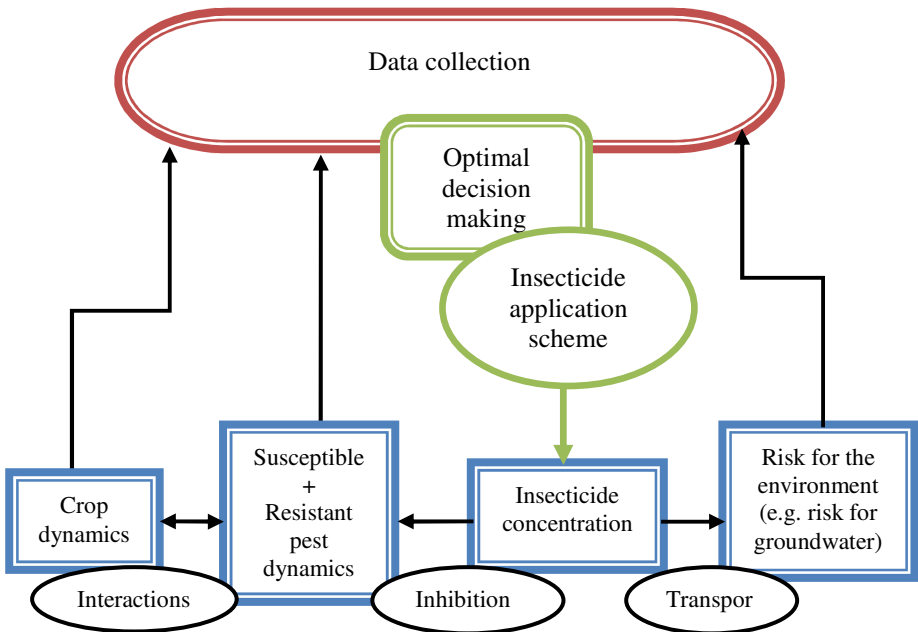 Data collection
Optimal
decision
making
Insecticide
application
scheme
Crop
dynamics
Susceptible
+
Resistant
pest
dynamics
Insecticide
concentration
Risk for the
environment
(e.g. risk for
groundwater)
Interactions
Inhibition
Transpor